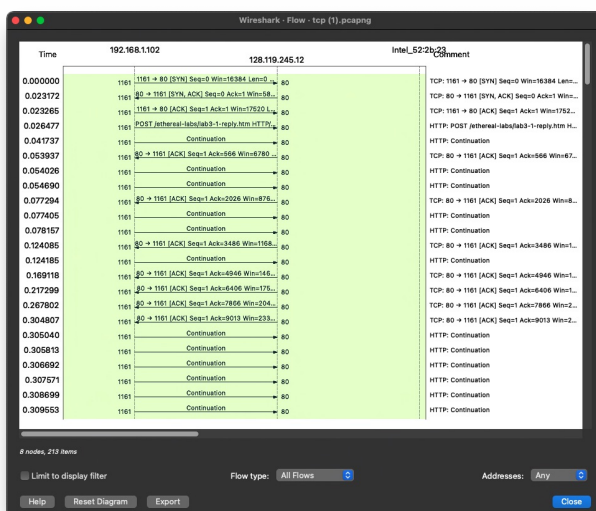 Wireshark · Flow · tcp (1).pcapng
Time 192.168.1.102 128.119.245.12 Intel_52:2b:23 Comment
0.000000 1161 1161 → 80 [SYN] Seq=0 Win=16384 Len=0 ... 80 TCP: 1161 → 80 [SYN] Seq=0 Win=16384 Len=...
0.023172 1161 80 → 1161 [SYN, ACK] Seq=0 Ack=1 Win=58... 80 TCP: 80 → 1161 [SYN, ACK] Seq=0 Ack=1 Win=...
0.023265 1161 1161 → 80 [ACK] Seq=1 Ack=1 Win=17520 L... 80 TCP: 1161 → 80 [ACK] Seq=1 Ack=1 Win=1752...
0.026477 1161 POST /ethereal-labs/lab3-1-reply.htm HTTP/... 80 HTTP: POST /ethereal-labs/lab3-1-reply.htm H...
0.041737 1161 Continuation 80 HTTP: Continuation
0.053937 1161 80 → 1161 [ACK] Seq=1 Ack=566 Win=6780 ... 80 TCP: 80 → 1161 [ACK] Seq=1 Ack=566 Win=67...
0.054026 1161 Continuation 80 HTTP: Continuation
0.054690 1161 Continuation 80 HTTP: Continuation
0.077294 1161 80 → 1161 [ACK] Seq=1 Ack=2026 Win=876... 80 TCP: 80 → 1161 [ACK] Seq=1 Ack=2026 Win=8...
0.077405 1161 Continuation 80 HTTP: Continuation
0.078157 1161 Continuation 80 HTTP: Continuation
0.124085 1161 80 → 1161 [ACK] Seq=1 Ack=3486 Win=1168... 80 TCP: 80 → 1161 [ACK] Seq=1 Ack=3486 Win=1...
0.124185 1161 Continuation 80 HTTP: Continuation
0.169118 1161 80 → 1161 [ACK] Seq=1 Ack=4946 Win=146... 80 TCP: 80 → 1161 [ACK] Seq=1 Ack=4946 Win=1...
0.217299 1161 80 → 1161 [ACK] Seq=1 Ack=6406 Win=175... 80 TCP: 80 → 1161 [ACK] Seq=1 Ack=6406 Win=1...
0.267802 1161 80 → 1161 [ACK] Seq=1 Ack=7866 Win=204... 80 TCP: 80 → 1161 [ACK] Seq=1 Ack=7866 Win=2...
0.304807 1161 80 → 1161 [ACK] Seq=1 Ack=9013 Win=233... 80 TCP: 80 → 1161 [ACK] Seq=1 Ack=9013 Win=2...
0.305040 1161 Continuation 80 HTTP: Continuation
0.305813 1161 Continuation 80 HTTP: Continuation
0.306692 1161 Continuation 80 HTTP: Continuation
0.307571 1161 Continuation 80 HTTP: Continuation
0.308699 1161 Continuation 80 HTTP: Continuation
0.309553 1161 Continuation 80 HTTP: Continuation
8 nodes, 213 items
Limit to display filter Flow type: All Flows Addresses: Any
Help Reset Diagram Export Close